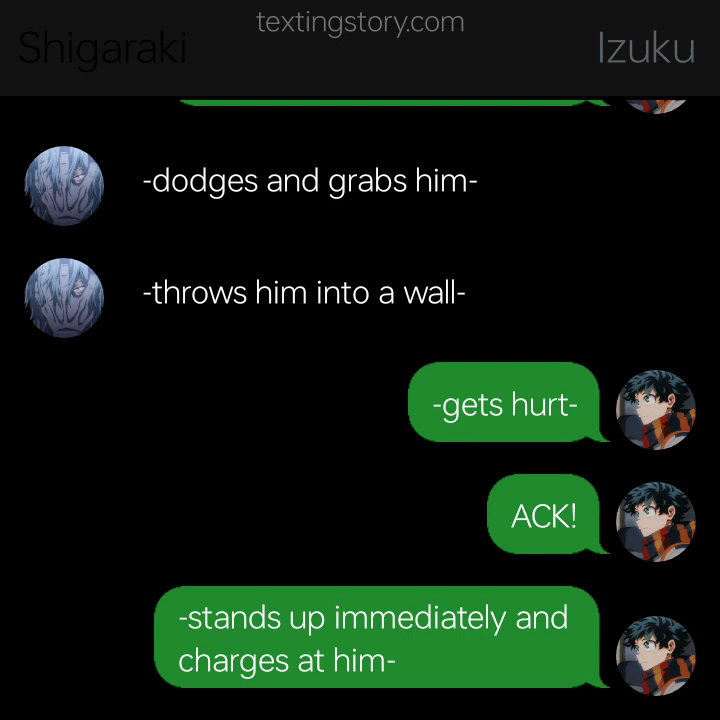 textingstory.com
Shigaraki
Izuku
-dodges and grabs him-
-throws him into a wall-
-gets hurt-
ACK!
-stands up immediately and
charges at him-